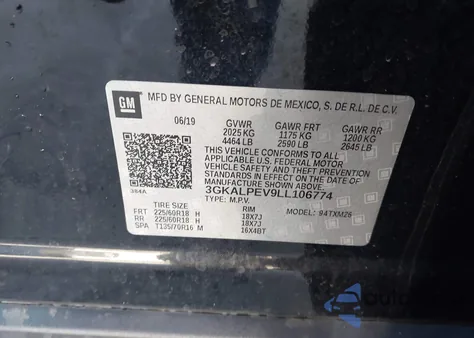 GM MFD BY GENERAL MOTORS DE MEXICO, S. DE R.L. DE C.V.
06/19 GVWR GAWR FRT GAWR RR
2025 KG 1175 KG 1200 KG
4464 LB 2590 LB 2645 LB
THIS VEHICLE CONFORMS TO ALL
APPLICABLE U.S. FEDERAL MOTOR
VEHICLE SAFETY AND THEFT PREVENTION
STANDARDS IN EFFECT ON THE DATE
OF MANUFACTURE SHOWN ABOVE.
3GKALPEV9LL106774
384A TYPE: M.P.V.
TIRE SIZE RIM MODEL: 94TXM26
FRT 225/60R18 H 18X7J
RR 225/60R18 H 18X7J
SPA T135/70R16 M 16X4BT